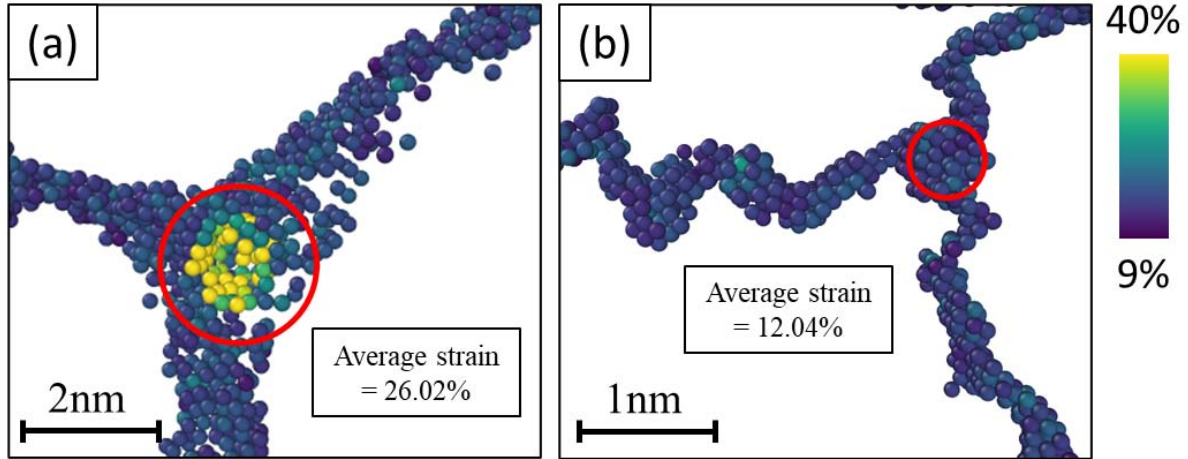 (a)
(b)
40%
9%
Average strain
= 26.02%
Average strain
= 12.04%
2nm
1nm